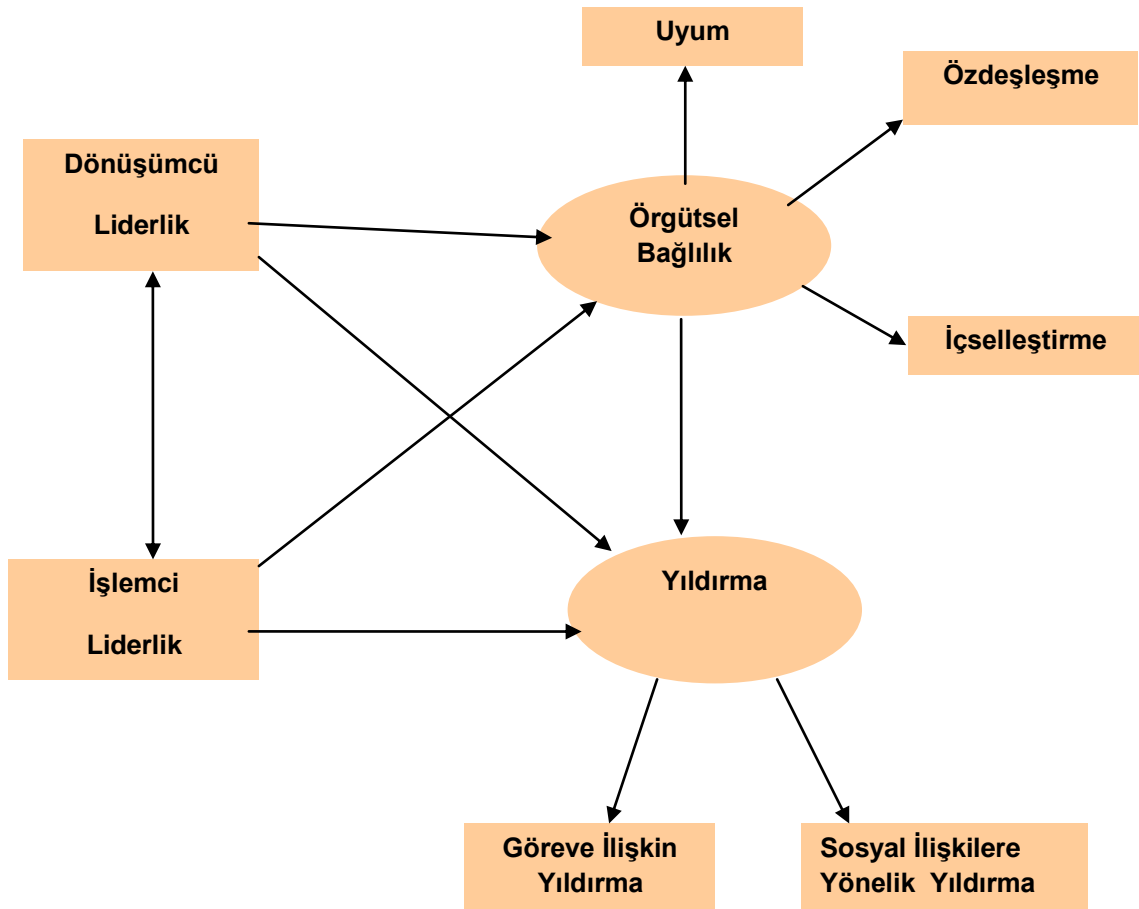 Uyum
Özdeşleşme
Dönüşümcü
Liderlik
Örgütsel
Bağlılık
İçselleştirme
İşlemci
Liderlik
Yıldırma
Göreve İlişkin
Yıldırma
Sosyal İlişkilere
Yönelik Yıldırma